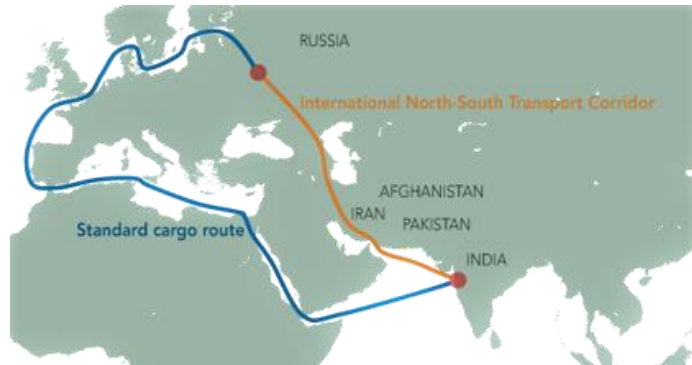 RUSSIA
International North-South Transport Corridor
AFGHANISTAN
IRAN
PAKISTAN
Standard cargo route
INDIA